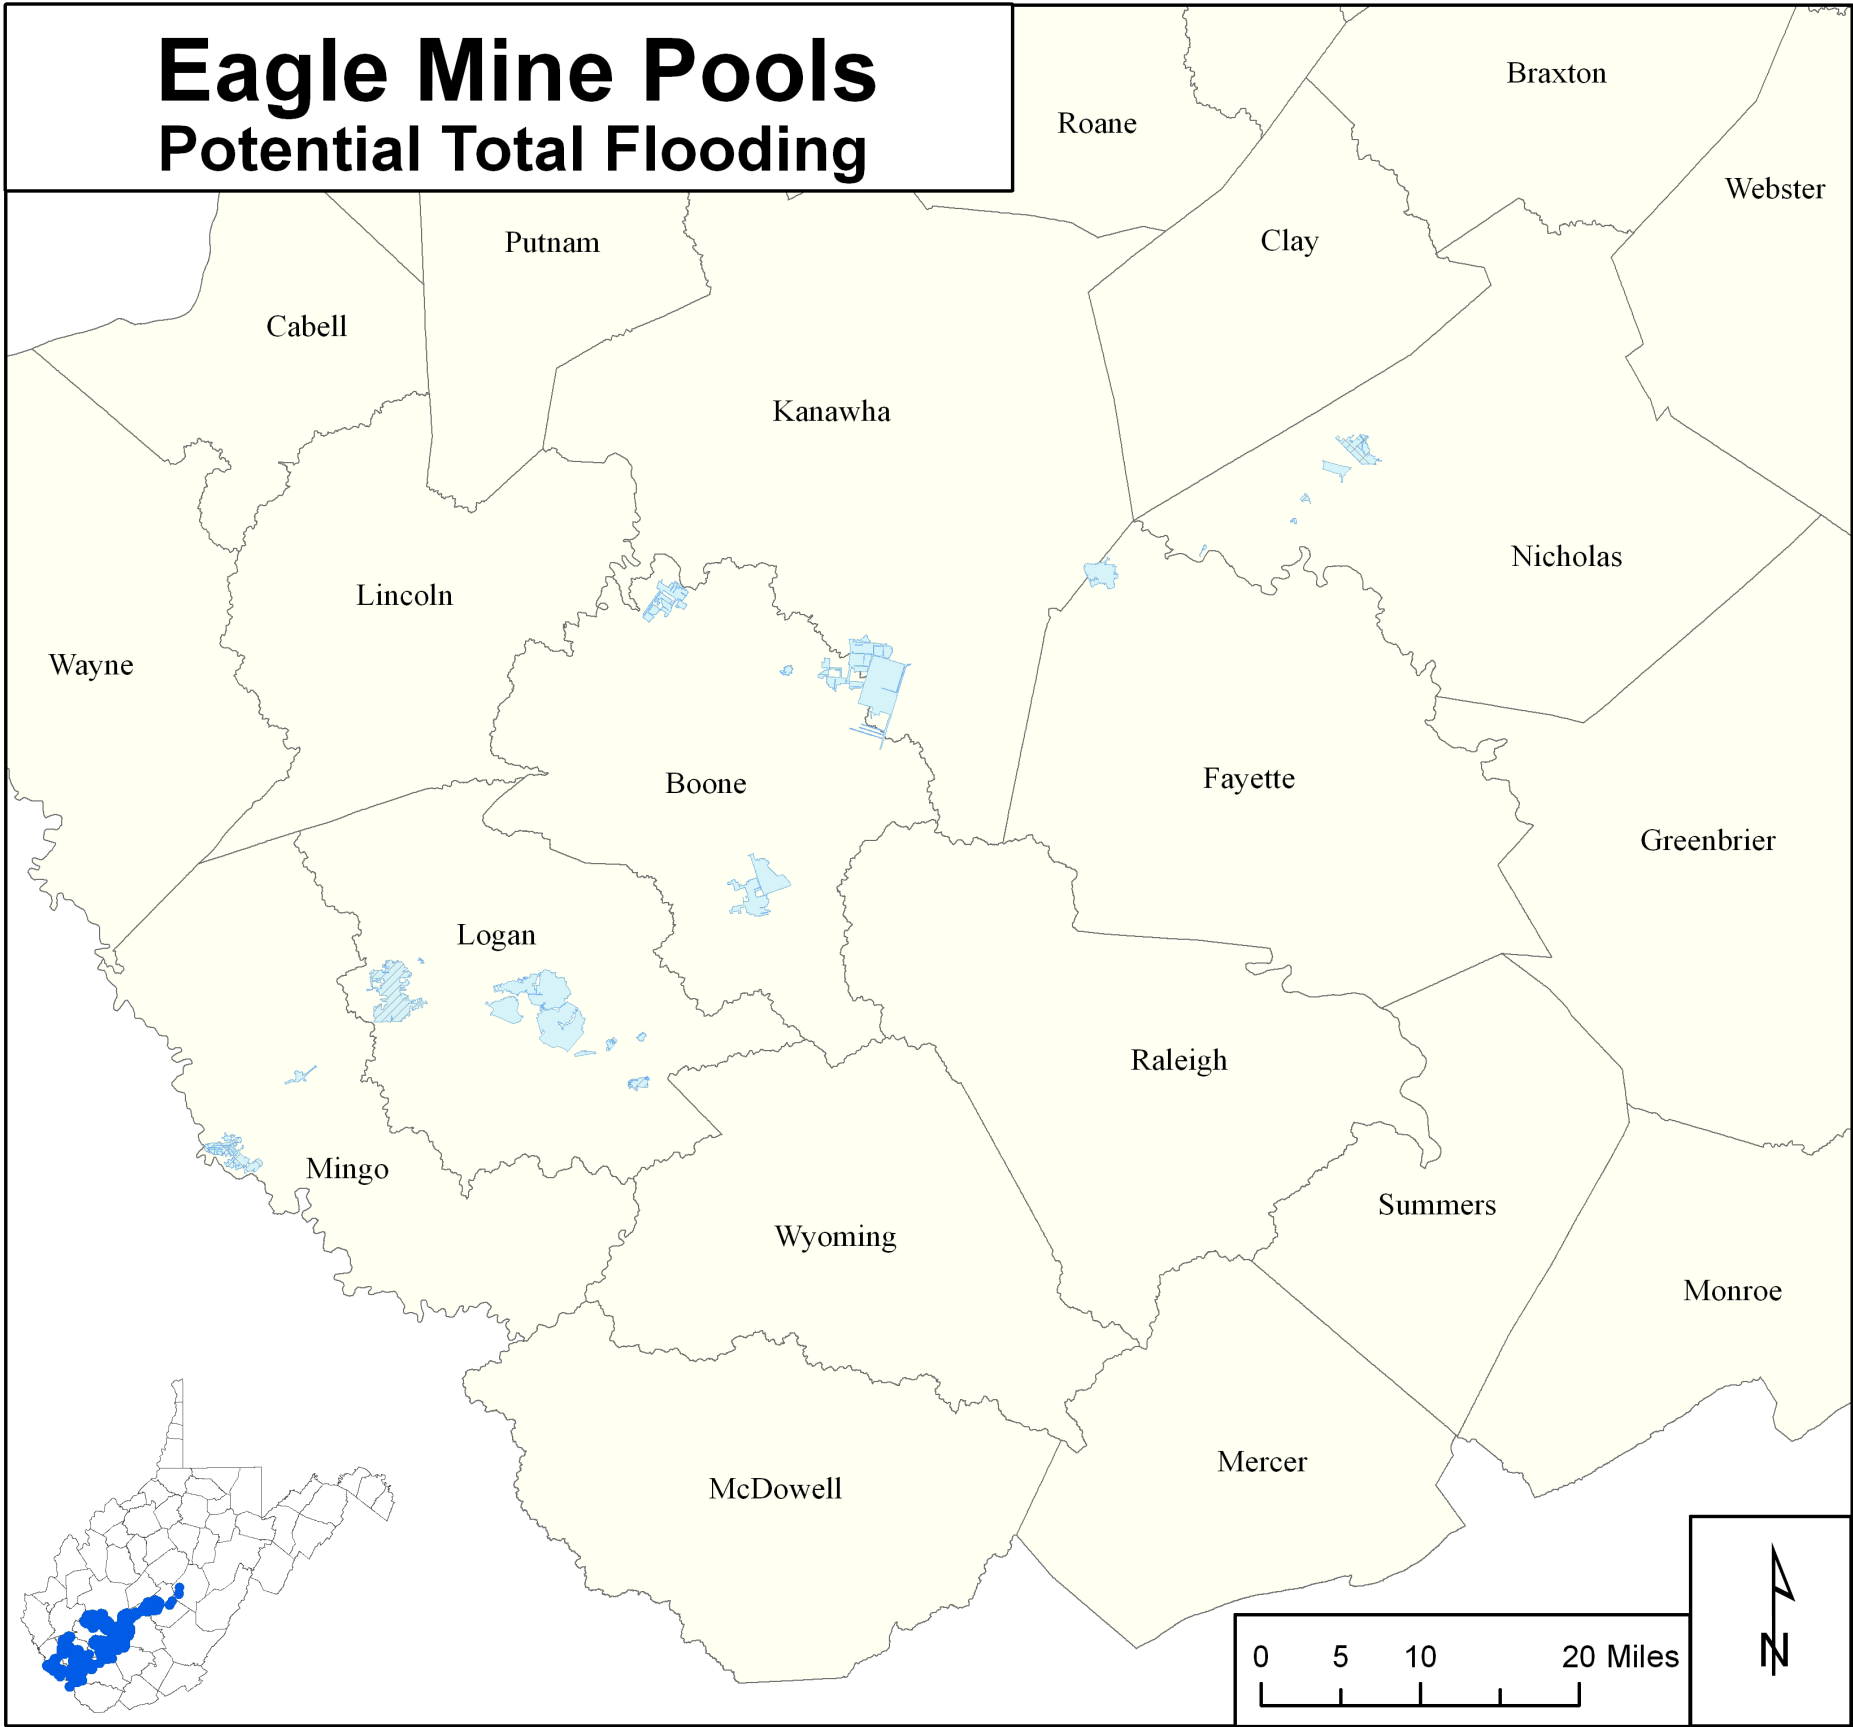 Eagle Mine Pools
Potential Total Flooding
Braxton
Roane
Webster
Clay
Putnam
Cabell
Kanawha
Nicholas
Lincoln
Wayne
Fayette
Boone
Greenbrier
Logan
Raleigh
Mingo
Summers
Wyoming
Monroe
Mercer
McDowell
0 5 10 20 Miles
N